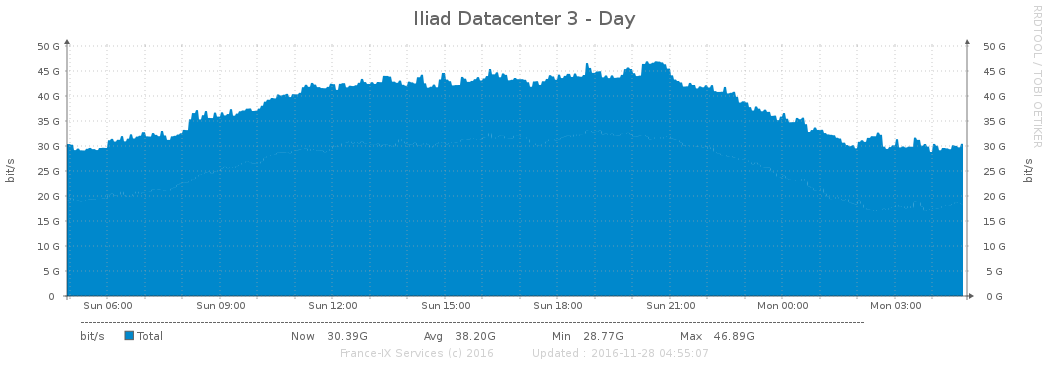 Iliad Datacenter 3 - Day
RRDTOOL / TOBI OETIKER
50 G 50 G
45 G 45 G
40 G 40 G
35 G 35 G
30 G 30 G
25 G 25 G
20 G 20 G
15 G 15 G
10 G 10 G
5 G 5 G
0 0 G
bit/s bit/s
Sun 06:00 Sun 09:00 Sun 12:00 Sun 15:00 Sun 18:00 Sun 21:00 Mon 00:00 Mon 03:00
bit/s Total Now 30.39G Avg 38.20G Min 28.77G Max 46.89G
France-IX Services (c) 2016 Updated : 2016-11-28 04:55:07